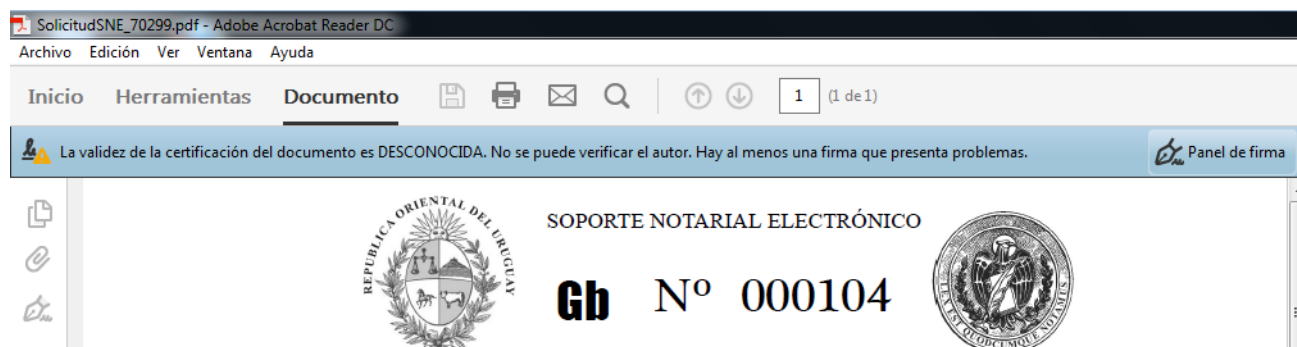 SolicitudSNE_70299.pdf - Adobe Acrobat Reader DC
Archivo Edición Ver Ventana Ayuda
Inicio Herramientas Documento 1 (1 de 1)
La validez de la certificación del documento es DESCONOCIDA. No se puede verificar el autor. Hay al menos una firma que presenta problemas. Panel de firma
REPUBLICA ORIENTAL DEL URUGUAY
SOPORTE NOTARIAL ELECTRÓNICO
Gb Nº 000104
LEX EST QUODCUMQUE NOTAMUS